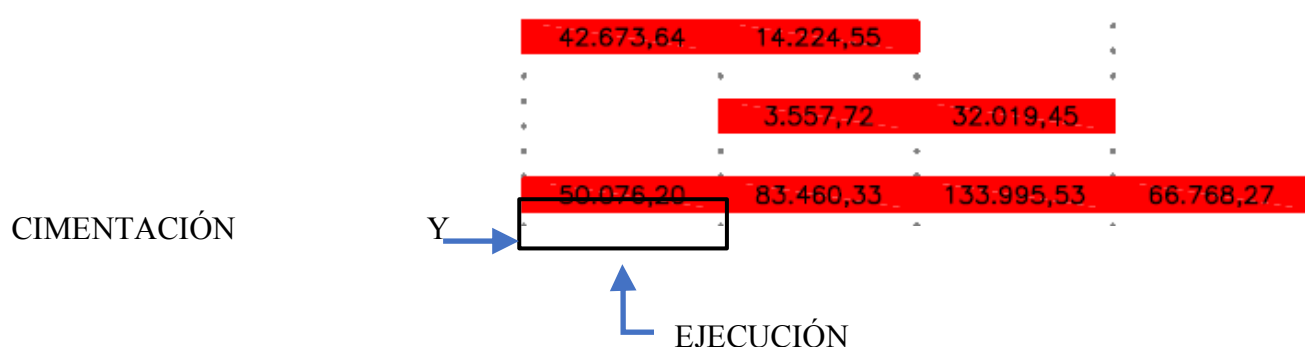 42.673,64 14.224,55
3.557,72 32.019,45
50.076,20 83.460,33 133.995,53 66.768,27
CIMENTACIÓN Y
EJECUCIÓN